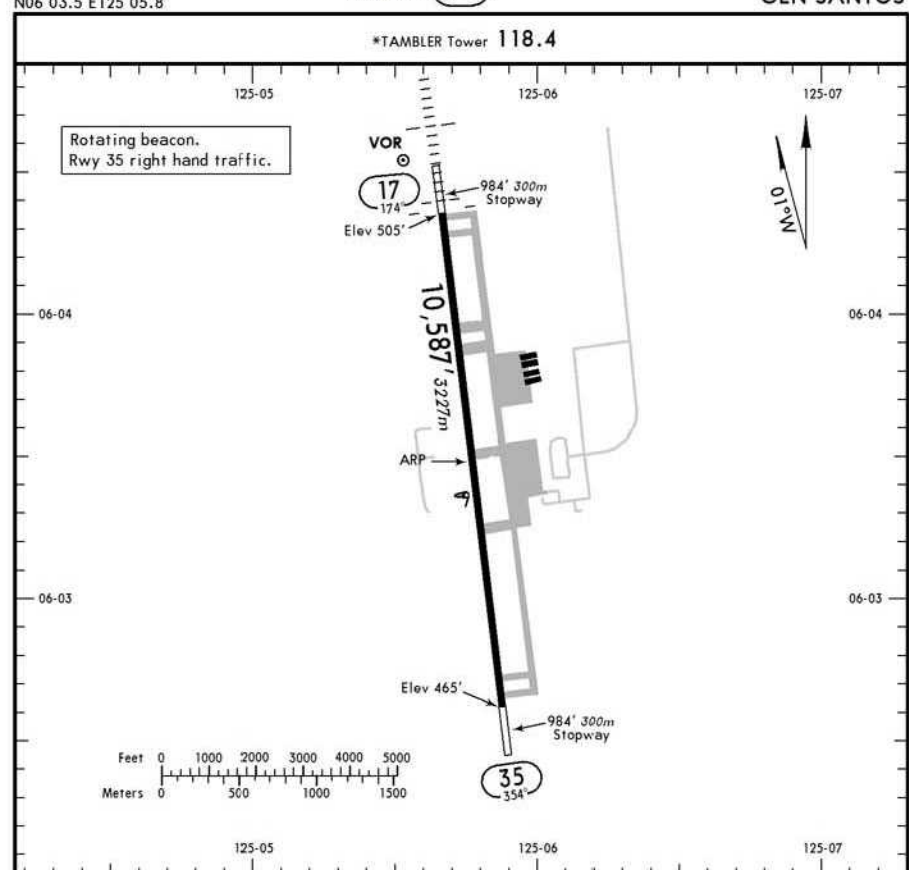 N06 03.5 E125 05.8
GEN SANTOS
*TAMBLER Tower 118.4
125-05
125-06
125-07
Rotating beacon.
Rwy 35 right hand traffic.
VOR
17
174°
984' 300m
Stopway
Elev 505'
01°W
06-04
06-04
10,587' 3227m
ARP
06-03
06-03
Elev 465'
984' 300m
Stopway
Feet 0 1000 2000 3000 4000 5000
Meters 0 500 1000 1500
35
354°
125-05
125-06
125-07